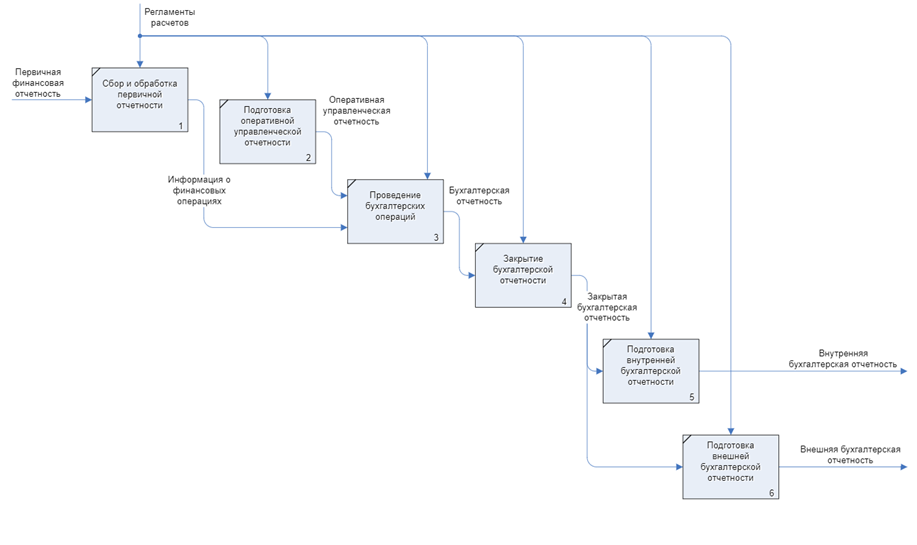 Регламенты
расчетов
Первичная
финансовая
отчетность
Сбор и обработка
первичной
отчетности
1
Подготовка
оперативной
управленческой
отчетности
2
Оперативная
управленческая
отчетность
Информация о
финансовых
операциях
Проведение
бухгалтерских
операций
3
Бухгалтерская
отчетность
Закрытие
бухгалтерской
отчетности
4
Закрытая
бухгалтерская
отчетность
Подготовка
внутренней
бухгалтерской
отчетности
5
Внутренняя
бухгалтерская отчетность
Подготовка
внешней
бухгалтерской
отчетности
6
Внешняя бухгалтерская
отчетность